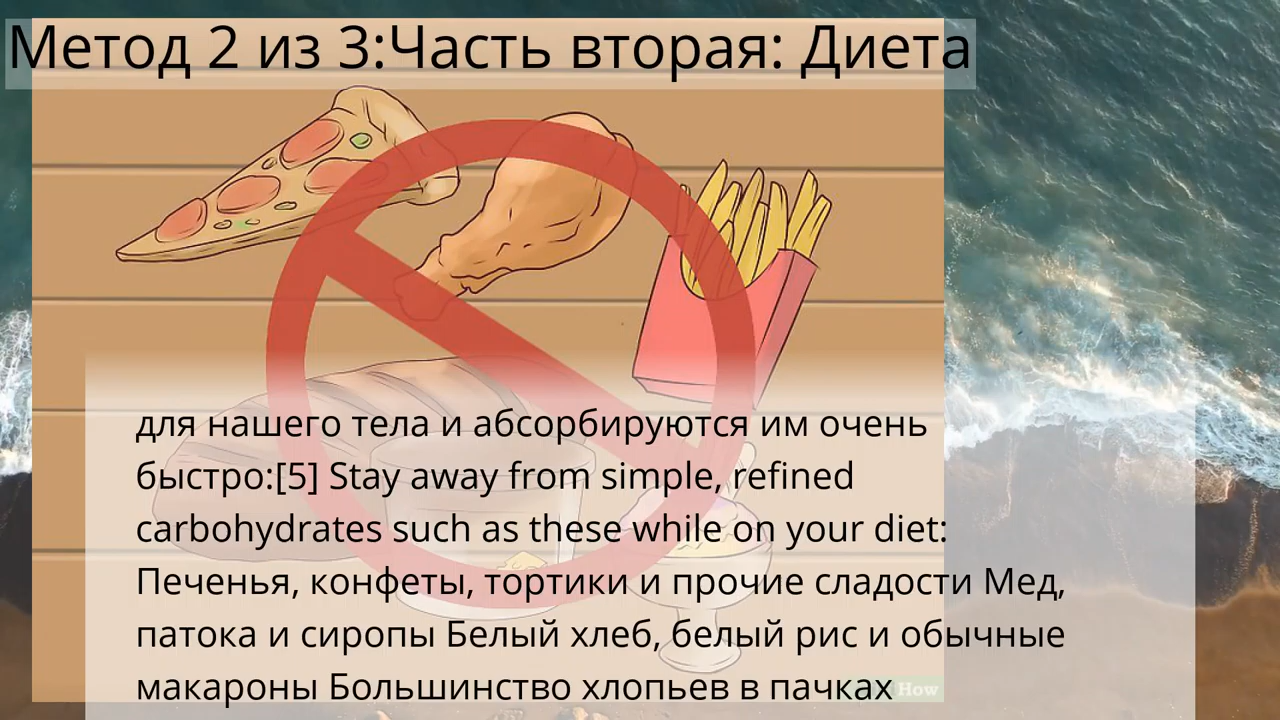 Метод 2 из 3:Часть вторая: Диета
для нашего тела и абсорбируются им очень
быстро:[5] Stay away from simple, refined
carbohydrates such as these while on your diet:
Печенья, конфеты, тортики и прочие сладости Мед,
патока и сиропы Белый хлеб, белый рис и обычные
макароны Большинство хлопьев в пачках
How